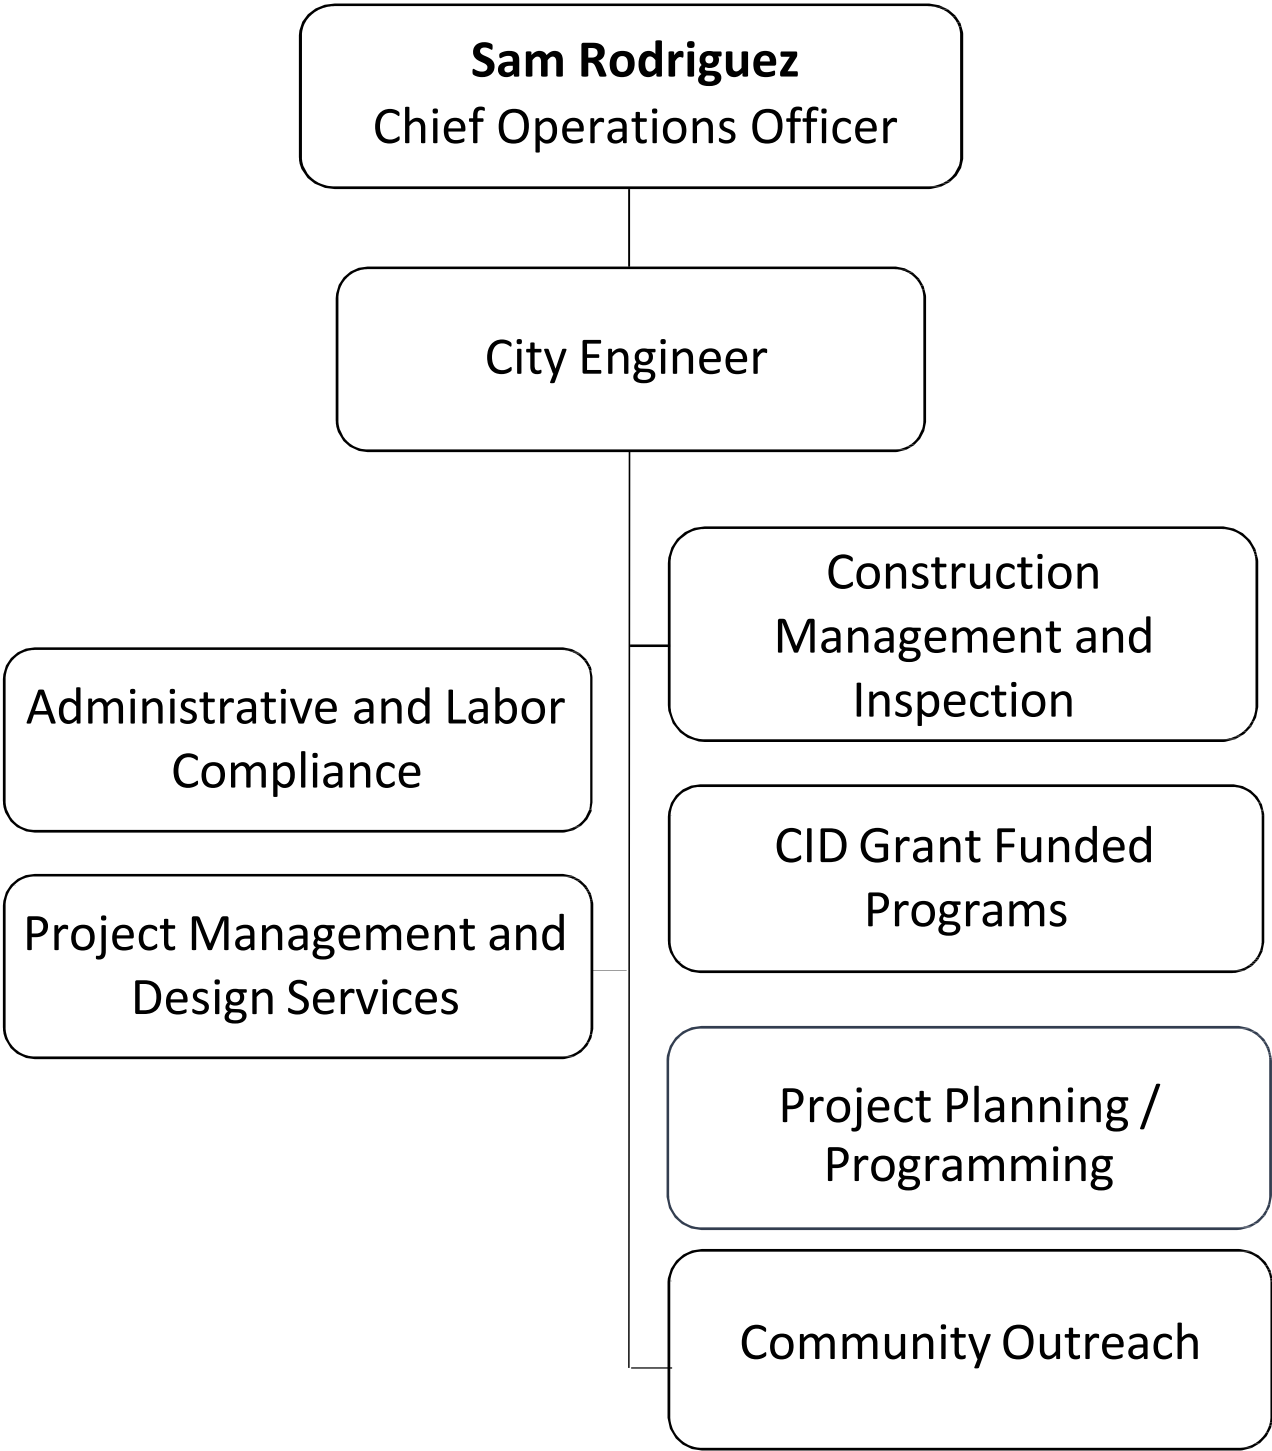 Sam Rodriguez
Chief Operations Officer
City Engineer
Construction
Management and
Inspection
Administrative and Labor
Compliance
CID Grant Funded
Programs
Project Management and
Design Services
Project Planning /
Programming
Community Outreach